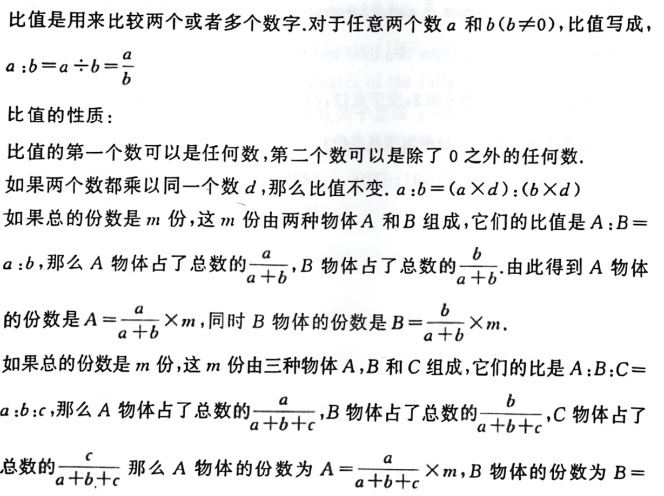 比值是用来比较两个或者多个数字.对于任意两个数a 和b(b≠0),比值写成,
a:b=a÷b=\frac{a}{b}
比值的性质:
比值的第一个数可以是任何数,第二个数可以是除了 0 之外的任何数.
如果两个数都乘以同一个数 d,那么比值不变. a:b=(a×d):(b×d)
如果总的份数是 m 份,这 m 份由两种物体A 和B 组成,它们的比值是 A:B=
a:b,那么 A 物体占了总数的\frac{a}{a+b},B 物体占了总数的\frac{b}{a+b}.由此得到 A 物体
的份数是 A=\frac{a}{a+b}×m,同时 B 物体的份数是 B=\frac{b}{a+b}×m.
如果总的份数是 m 份,这 m 份由三种物体 A,B 和 C 组成,它们的比是 A:B:C=
a:b:c,那么 A 物体占了总数的\frac{a}{a+b+c},B 物体占了总数的\frac{b}{a+b+c},C 物体占了
总数的\frac{c}{a+b+c} 那么 A 物体的份数为 A=\frac{a}{a+b+c}×m,B 物体的份数为 B=